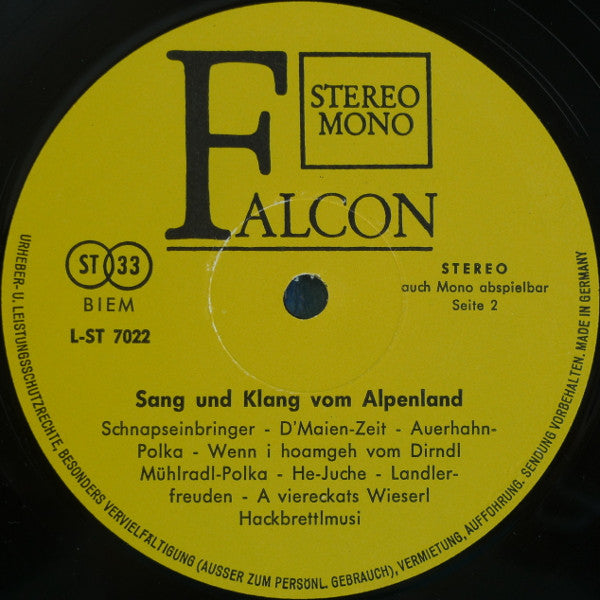 FALCON
STEREO
MONO
ST 33
BIEM
L-ST 7022
STEREO
auch Mono abspielbar
Seite 2
Sang und Klang vom Alpenland
Schnapseinbringer - D'Maien-Zeit - Auerhahn-
Polka - Wenn i hoamgeh vom Dirndl
Mühlradl-Polka - He-Juche - Landler-
freuden - A viereckats Wieserl
Hackbrettlmusi
URHEBER- U. LEISTUNGSSCHUTZRECHTE, BESONDERS VERVIELFÄLTIGUNG (AUSSER ZUM PERSÖNL. GEBRAUCH), VERMIETUNG, AUFFÜHRUNG. SENDUNG VORBEHALTEN. MADE IN GERMANY